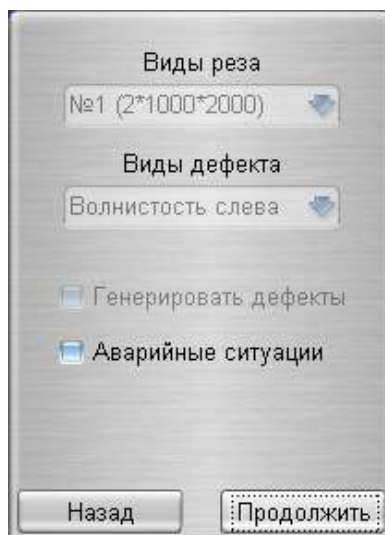 Виды реза
№1 (2*1000*2000)
Виды дефекта
Волнистость слева
Генерировать дефекты
Аварийные ситуации
Назад
Продолжить